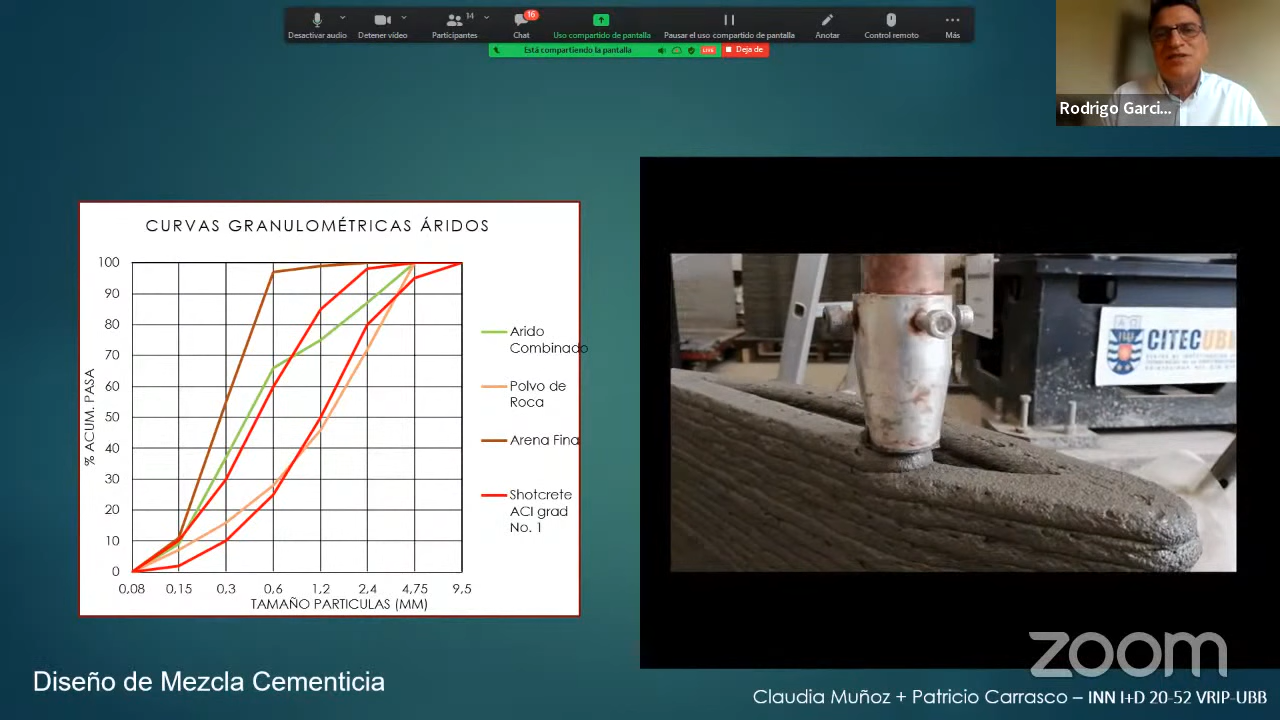 Desactivar audio
Detener vídeo
14
Participantes
16
Chat
Uso compartido de pantalla
Pausar el uso compartido de pantalla
Anotar
Control remoto
Más
Está compartiendo la pantalla
LIVE
Deja de
Rodrigo Garci...
CURVAS GRANULOMÉTRICAS ÁRIDOS
% ACUM. PASA
100
90
80
70
60
50
40
30
20
10
0
0,08 0,15 0,3 0,6 1,2 2,4 4,75 9,5
TAMAÑO PARTICULAS (MM)
Arido
Combinado
Polvo de
Roca
Arena Fina
Shotcrete
ACI grad
No. 1
CITECUBB
zoom
Diseño de Mezcla Cementicia
Claudia Muñoz + Patricio Carrasco – INN I+D 20-52 VRIP-UBB